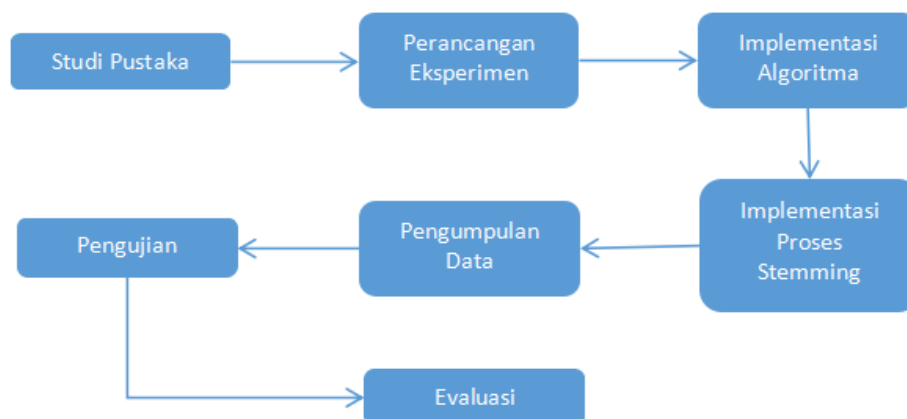 Studi Pustaka
Perancangan
Eksperimen
Implementasi
Algoritma
Implementasi
Proses
Stemming
Pengumpulan
Data
Pengujian
Evaluasi